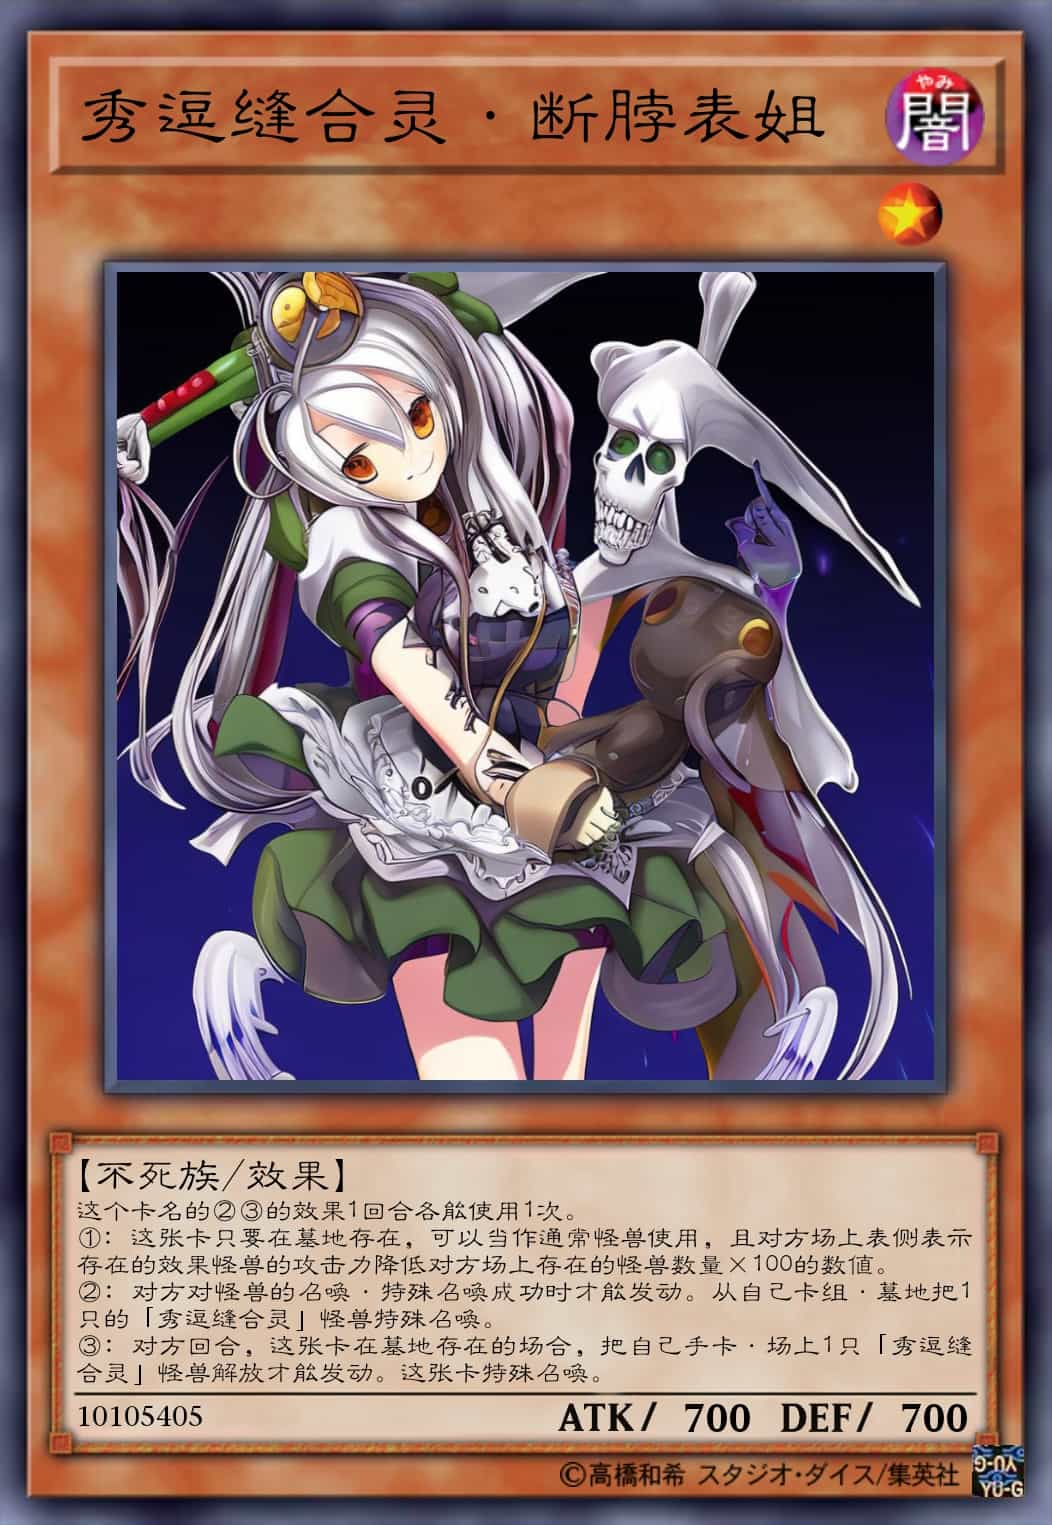 秀逗缝合灵·断脖表姐
やみ
闇
【不死族/效果】
这个卡名的②③的效果1回合各能使用1次。
①：这张卡只要在墓地存在，可以当作通常怪兽使用，且对方场上表侧表示
存在的效果怪兽的攻击力降低对方场上存在的怪兽数量×100的数值。
②：对方对怪兽的召唤·特殊召唤成功时才能发动。从自己卡组·墓地把1
只的「秀逗缝合灵」怪兽特殊召唤。
③：对方回合，这张卡在墓地存在的场合，把自己手卡·场上1只「秀逗缝
合灵」怪兽解放才能发动。这张卡特殊召唤。
10105405 ATK/ 700 DEF/ 700
©高橋和希 スタジオ・ダイス/集英社
YU-G
YU-G